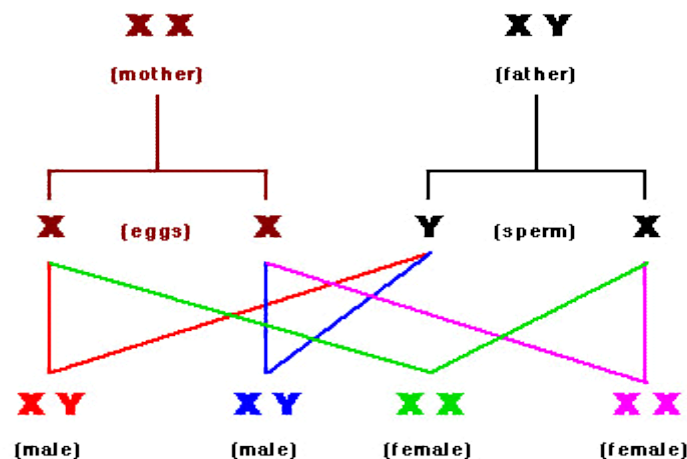 X X X Y
(mother) (father)
X (eggs) X Y (sperm) X
X Y X Y X X X X
(male) (male) (female) (female)